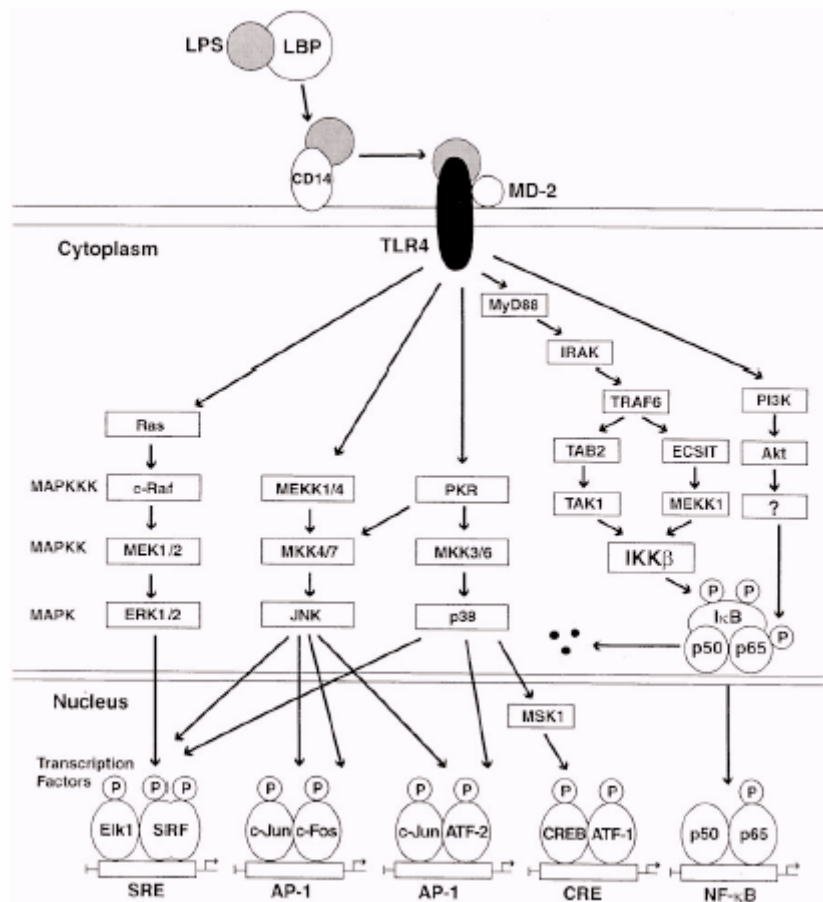 LPS
LBP
CD14
MD-2
TLR4
Cytoplasm
MyD88
IRAK
Ras
TRAF6
PI3K
TAB2
ECSIT
Akt
MAPKKK
c-Raf
MEKK1/4
PKR
TAK1
MEKK1
?
MAPKK
MEK1/2
MKK4/7
MKK3/6
IKKβ
P P
MAPK
ERK1/2
JNK
p38
IκB
P
p50 p65
Nucleus
MSK1
Transcription
Factors
P P P P P P P P P P
Elk1 SRF c-Jun c-Fos c-Jun ATF-2 CREB ATF-1 p50 p65
SRE AP-1 AP-1 CRE NF-κB